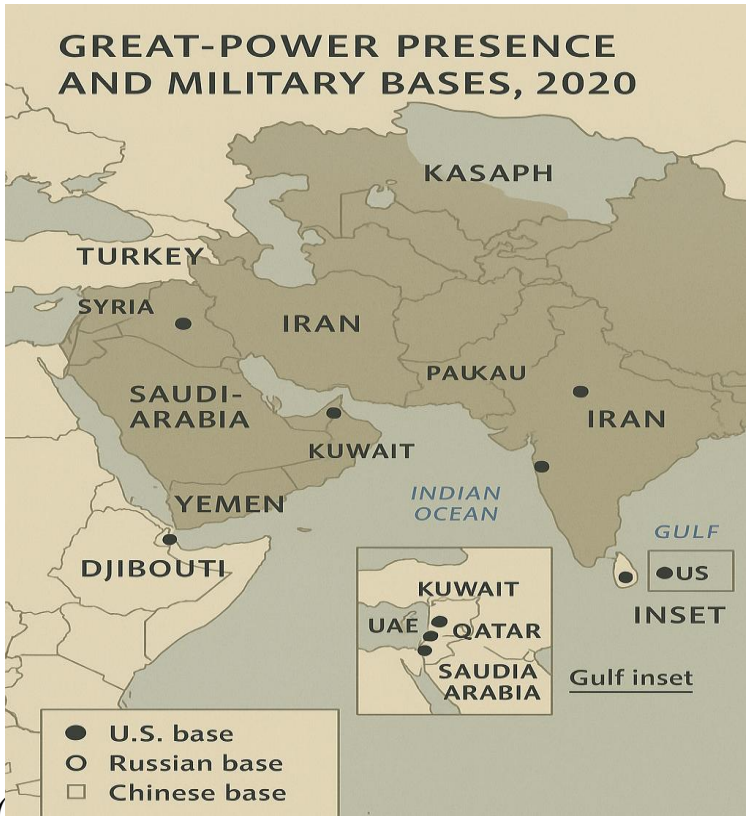 GREAT-POWER PRESENCE
AND MILITARY BASES, 2020
KASAPH
TURKEY
SYRIA
IRAN
PAUKAU
SAUDI-
ARABIA
IRAN
KUWAIT
INDIAN
OCEAN
YEMEN
GULF
DJIBOUTI
US
KUWAIT
INSET
UAE
QATAR
SAUDIA
ARABIA
Gulf inset
U.S. base
Russian base
Chinese base